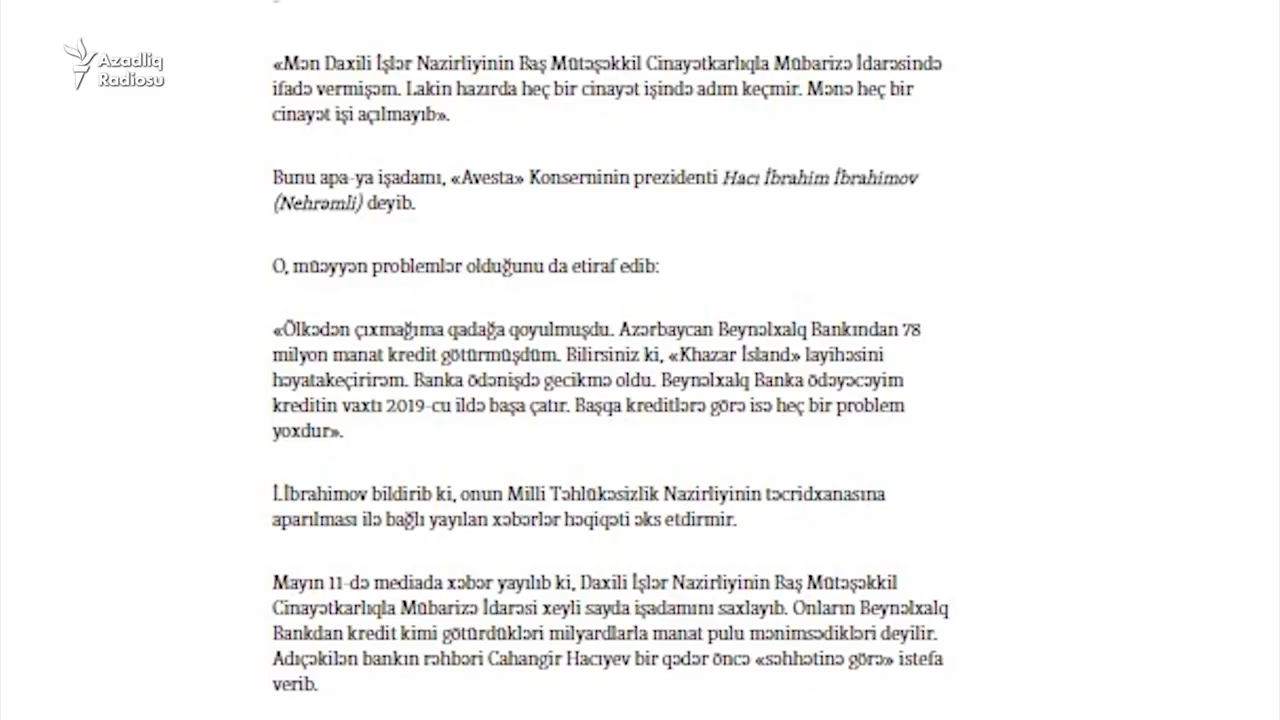 Azadlıq
Radiosu
«Mən Daxili İşlər Nazirliyinin Baş Mütəşəkkil Cinayətkarlıqla Mübarizə İdarəsində
ifadə vermişəm. Lakin hazırda heç bir cinayət işində adım keçmir. Mənə heç bir
cinayət işi açılmayıb».
Bunu apa-ya işadamı, «Avesta» Konserninin prezidenti Hacı İbrahim İbrahimov
(Nehrəmli) deyib.
O, müəyyən problemlər olduğunu da etiraf edib:
«Ölkədən çıxmağıma qadağa qoyulmuşdu. Azərbaycan Beynəlxalq Bankından 78
milyon manat kredit götürmüşdüm. Bilirsiniz ki, «Khazar İsland» layihəsini
həyatakeçirirəm. Banka ödənişdə gecikmə oldu. Beynəlxalq Banka ödəyəcəyim
kreditin vaxtı 2019-cu ildə başa çatır. Başqa kreditlərə görə isə heç bir problem
yoxdur».
İ.İbrahimov bildirib ki, onun Milli Təhlükəsizlik Nazirliyinin təcridxanasına
aparılması ilə bağlı yayılan xəbərlər həqiqəti əks etdirmir.
Mayın 11-də mediada xəbər yayılıb ki, Daxili İşlər Nazirliyinin Baş Mütəşəkkil
Cinayətkarlıqla Mübarizə İdarəsi xeyli sayda işadamını saxlayıb. Onların Beynəlxalq
Bankdan kredit kimi götürdükləri milyardlarla manat pulu mənimsədikləri deyilir.
Adıçəkilən bankın rəhbəri Cahangir Hacıyev bir qədər öncə «səhhətinə görə» istefa
verib.